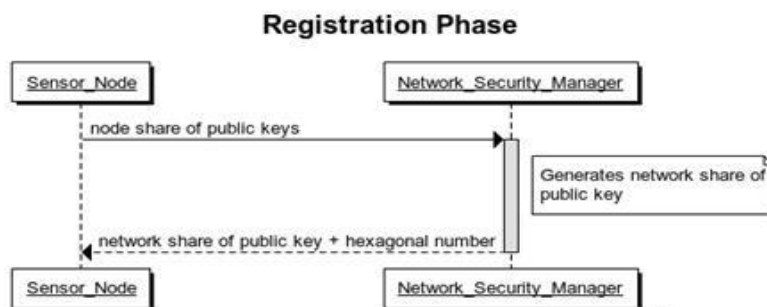 Registration Phase
Sensor_Node
Network_Security_Manager
node share of public keys
Generates network share of
public key
network share of public key + hexagonal number
Sensor_Node
Network_Security_Manager